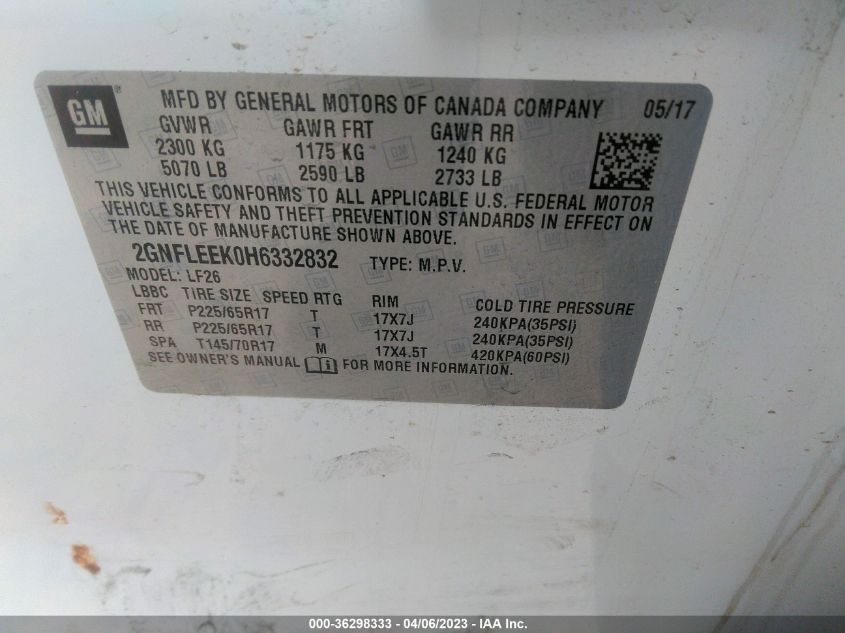 GM
MFD BY GENERAL MOTORS OF CANADA COMPANY 05/17
GVWR GAWR FRT GAWR RR
2300 KG 1175 KG 1240 KG
5070 LB 2590 LB 2733 LB
THIS VEHICLE CONFORMS TO ALL APPLICABLE U.S. FEDERAL MOTOR
VEHICLE SAFETY AND THEFT PREVENTION STANDARDS IN EFFECT ON
THE DATE OF MANUFACTURE SHOWN ABOVE.
2GNFLEEK0H6332832 TYPE: M.P.V.
MODEL: LF26
LBBC TIRE SIZE SPEED RTG RIM COLD TIRE PRESSURE
FRT P225/65R17 T 17X7J 240KPA(35PSI)
RR P225/65R17 T 17X7J 240KPA(35PSI)
SPA T145/70R17 M 17X4.5T 420KPA(60PSI)
SEE OWNER'S MANUAL FOR MORE INFORMATION.
000-36298333 - 04/06/2023 - IAA Inc.